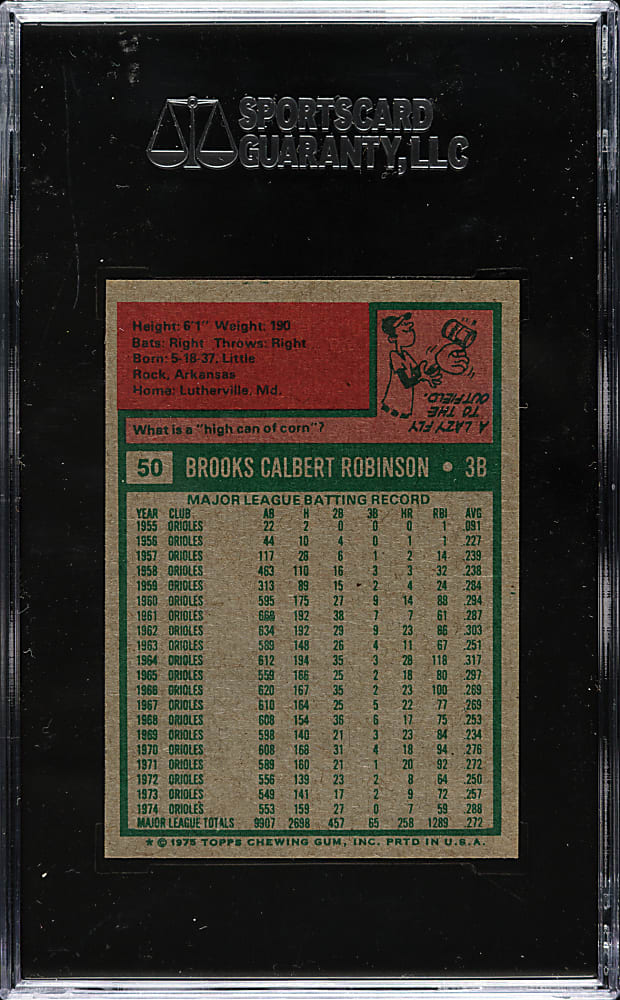 SPORTSCARD
GUARANTY, LLC
Height: 6'1" Weight: 190
Bats: Right Throws: Right
Born: 5-18-37, Little
Rock, Arkansas
Home: Lutherville, Md.
What is a "high can of corn"?
A LAZY FLY
TO THE
OUTFIELD.
50 BROOKS CALBERT ROBINSON • 3B
MAJOR LEAGUE BATTING RECORD
YEAR CLUB AB H 2B 3B HR RBI AVG
1955 ORIOLES 22 2 0 0 0 1 .091
1956 ORIOLES 44 10 4 0 1 1 .227
1957 ORIOLES 117 28 6 1 2 14 .239
1958 ORIOLES 463 110 16 3 3 32 .238
1959 ORIOLES 313 89 15 2 4 24 .284
1960 ORIOLES 595 175 27 9 14 88 .294
1961 ORIOLES 668 192 38 7 7 61 .287
1962 ORIOLES 634 192 29 9 23 86 .303
1963 ORIOLES 589 148 26 4 11 67 .251
1964 ORIOLES 612 194 35 3 28 118 .317
1965 ORIOLES 559 166 25 2 18 80 .297
1966 ORIOLES 620 167 35 2 23 100 .269
1967 ORIOLES 610 164 25 5 22 77 .269
1968 ORIOLES 608 154 36 6 17 75 .253
1969 ORIOLES 598 140 21 3 23 84 .234
1970 ORIOLES 608 168 31 4 18 94 .276
1971 ORIOLES 589 160 21 1 20 92 .272
1972 ORIOLES 556 139 23 2 8 64 .250
1973 ORIOLES 549 141 17 2 9 72 .257
1974 ORIOLES 553 159 27 0 7 59 .288
MAJOR LEAGUE TOTALS 9907 2698 457 65 258 1289 .272
* © 1975 TOPPS CHEWING GUM, INC. PRTD IN U.S.A.